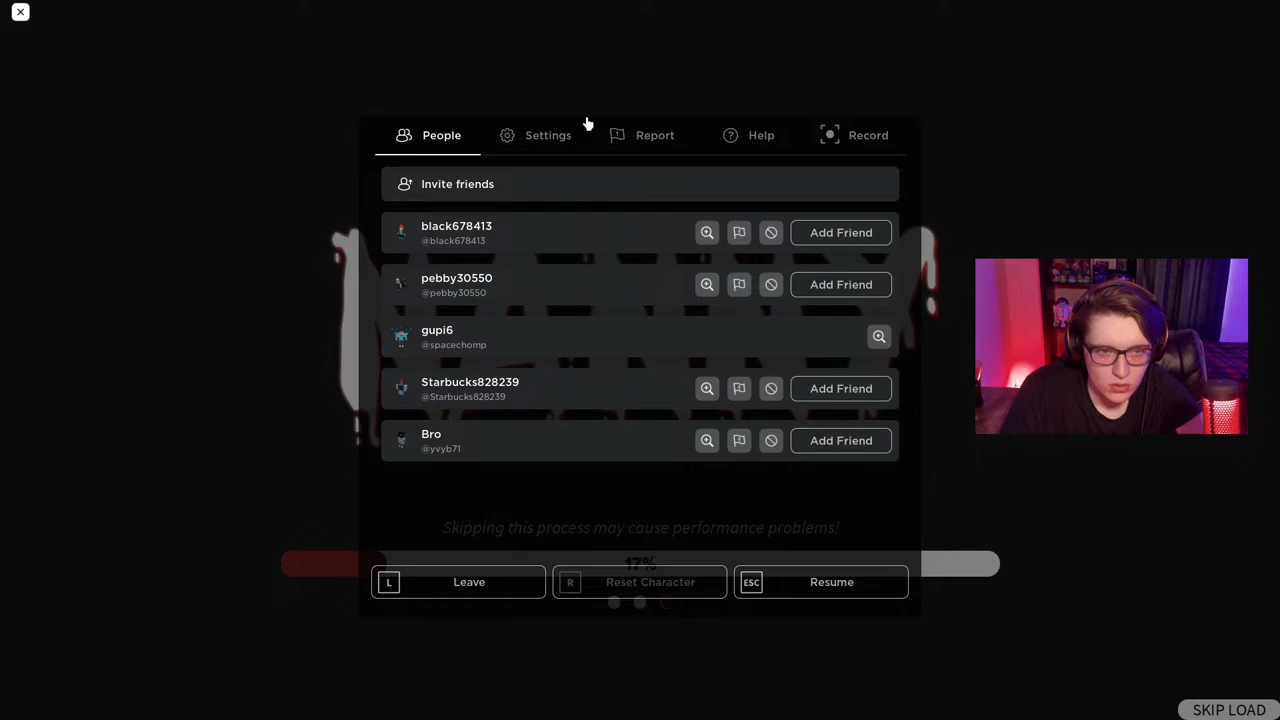 People
Settings
Report
Help
Record
Invite friends
black678413
@black678413
Add Friend
pebby30550
@pebby30550
Add Friend
gupi6
@spacechomp
Starbucks828239
@Starbucks828239
Add Friend
Bro
@yvyb71
Add Friend
Skipping this process may cause performance problems!
17%
L
Leave
R
Reset Character
ESC
Resume
SKIP LOAD